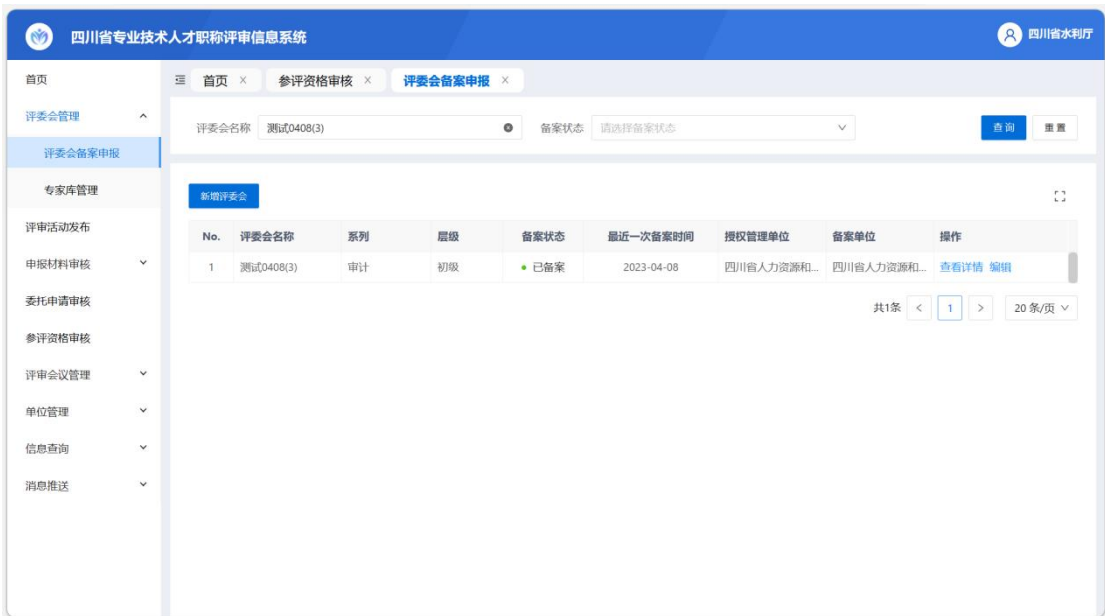 四川省专业技术人才职称评审信息系统
四川省水利厅
首页
评委会管理
评委会备案申报
专家库管理
评审活动发布
申报材料审核
委托申请审核
参评资格审核
评审会议管理
单位管理
信息查询
消息推送
首页 × 参评资格审核 × 评委会备案申报 ×
评委会名称 测试0408(3) 备案状态 请选择备案状态 查询 重置
新增评委会
No. 评委会名称 系列 层级 备案状态 最近一次备案时间 授权管理单位 备案单位 操作
1 测试0408(3) 审计 初级 已备案 2023-04-08 四川省人力资源和... 四川省人力资源和... 查看详情 编辑
共1条 < 1 > 20 条/页